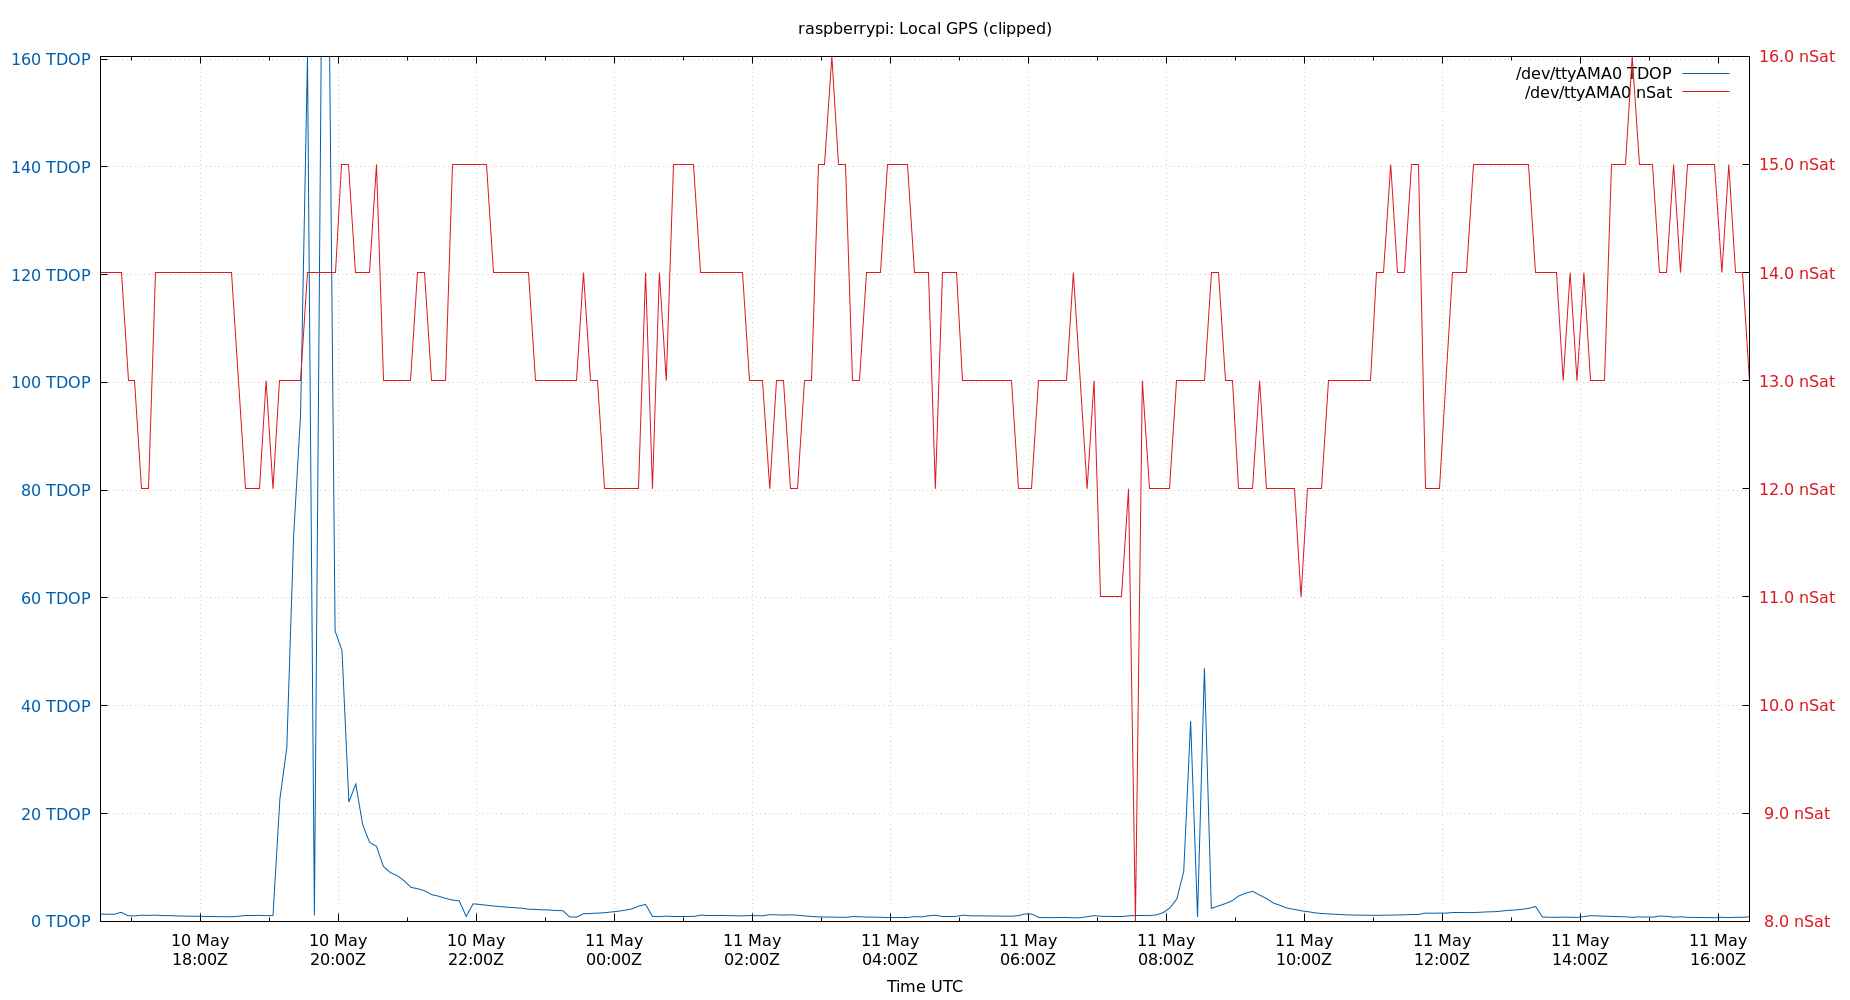 raspberrypi: Local GPS (clipped)
160 TDOP
140 TDOP
120 TDOP
100 TDOP
80 TDOP
60 TDOP
40 TDOP
20 TDOP
0 TDOP
16.0 nSat
15.0 nSat
14.0 nSat
13.0 nSat
12.0 nSat
11.0 nSat
10.0 nSat
9.0 nSat
8.0 nSat
/dev/ttyAMA0 TDOP
/dev/ttyAMA0 nSat
10 May
18:00Z
10 May
20:00Z
10 May
22:00Z
11 May
00:00Z
11 May
02:00Z
11 May
04:00Z
11 May
06:00Z
11 May
08:00Z
11 May
10:00Z
11 May
12:00Z
11 May
14:00Z
11 May
16:00Z
Time UTC